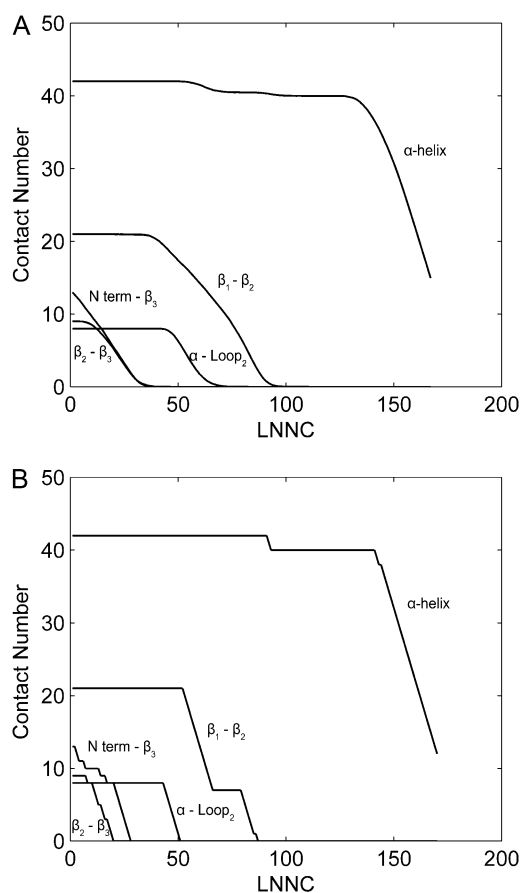 A
50
40
30
20
10
0
Contact Number
α-helix
β₁ - β₂
N term - β₃
β₂ - β₃
α - Loop₂
0 50 100 150 200
LNNC
B
50
40
30
20
10
0
Contact Number
α-helix
β₁ - β₂
N term - β₃
α - Loop₂
β₂ - β₃
0 50 100 150 200
LNNC